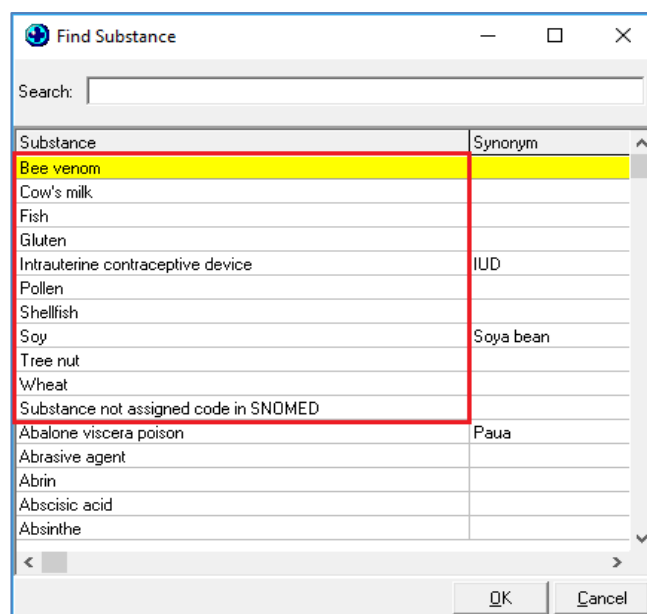 Find Substance
Search:
Substance Synonym
Bee venom
Cow's milk
Fish
Gluten
Intrauterine contraceptive device IUD
Pollen
Shellfish
Soy Soya bean
Tree nut
Wheat
Substance not assigned code in SNOMED
Abalone viscera poison Paua
Abrasive agent
Abrin
Abscisic acid
Absinthe
OK Cancel